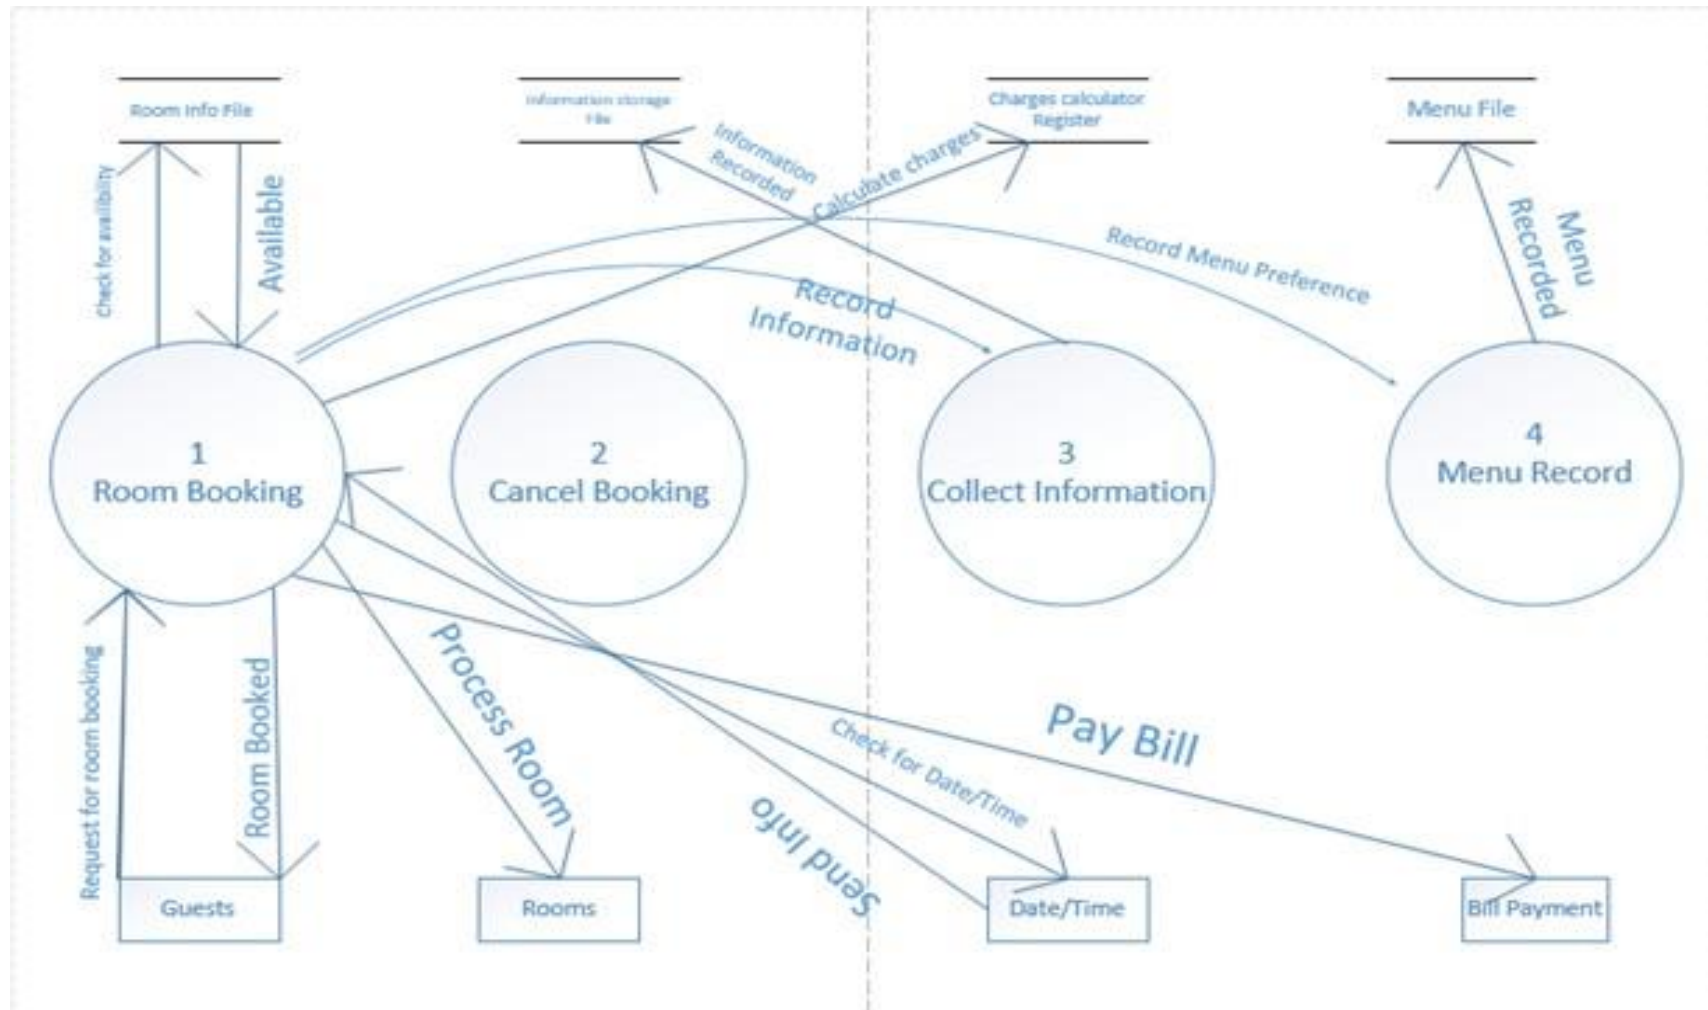 Room Info File
Information storage
File
Charges calculator
Register
Menu File
check for availibility
Available
Information
Recorded
Calculate charges
Record Menu Preference
Menu
Recorded
Record
Information
1
Room Booking
2
Cancel Booking
3
Collect Information
4
Menu Record
Request for room booking
Room Booked
Process Room
Send Info
Check for Date/Time
Pay Bill
Guests
Rooms
Date/Time
Bill Payment